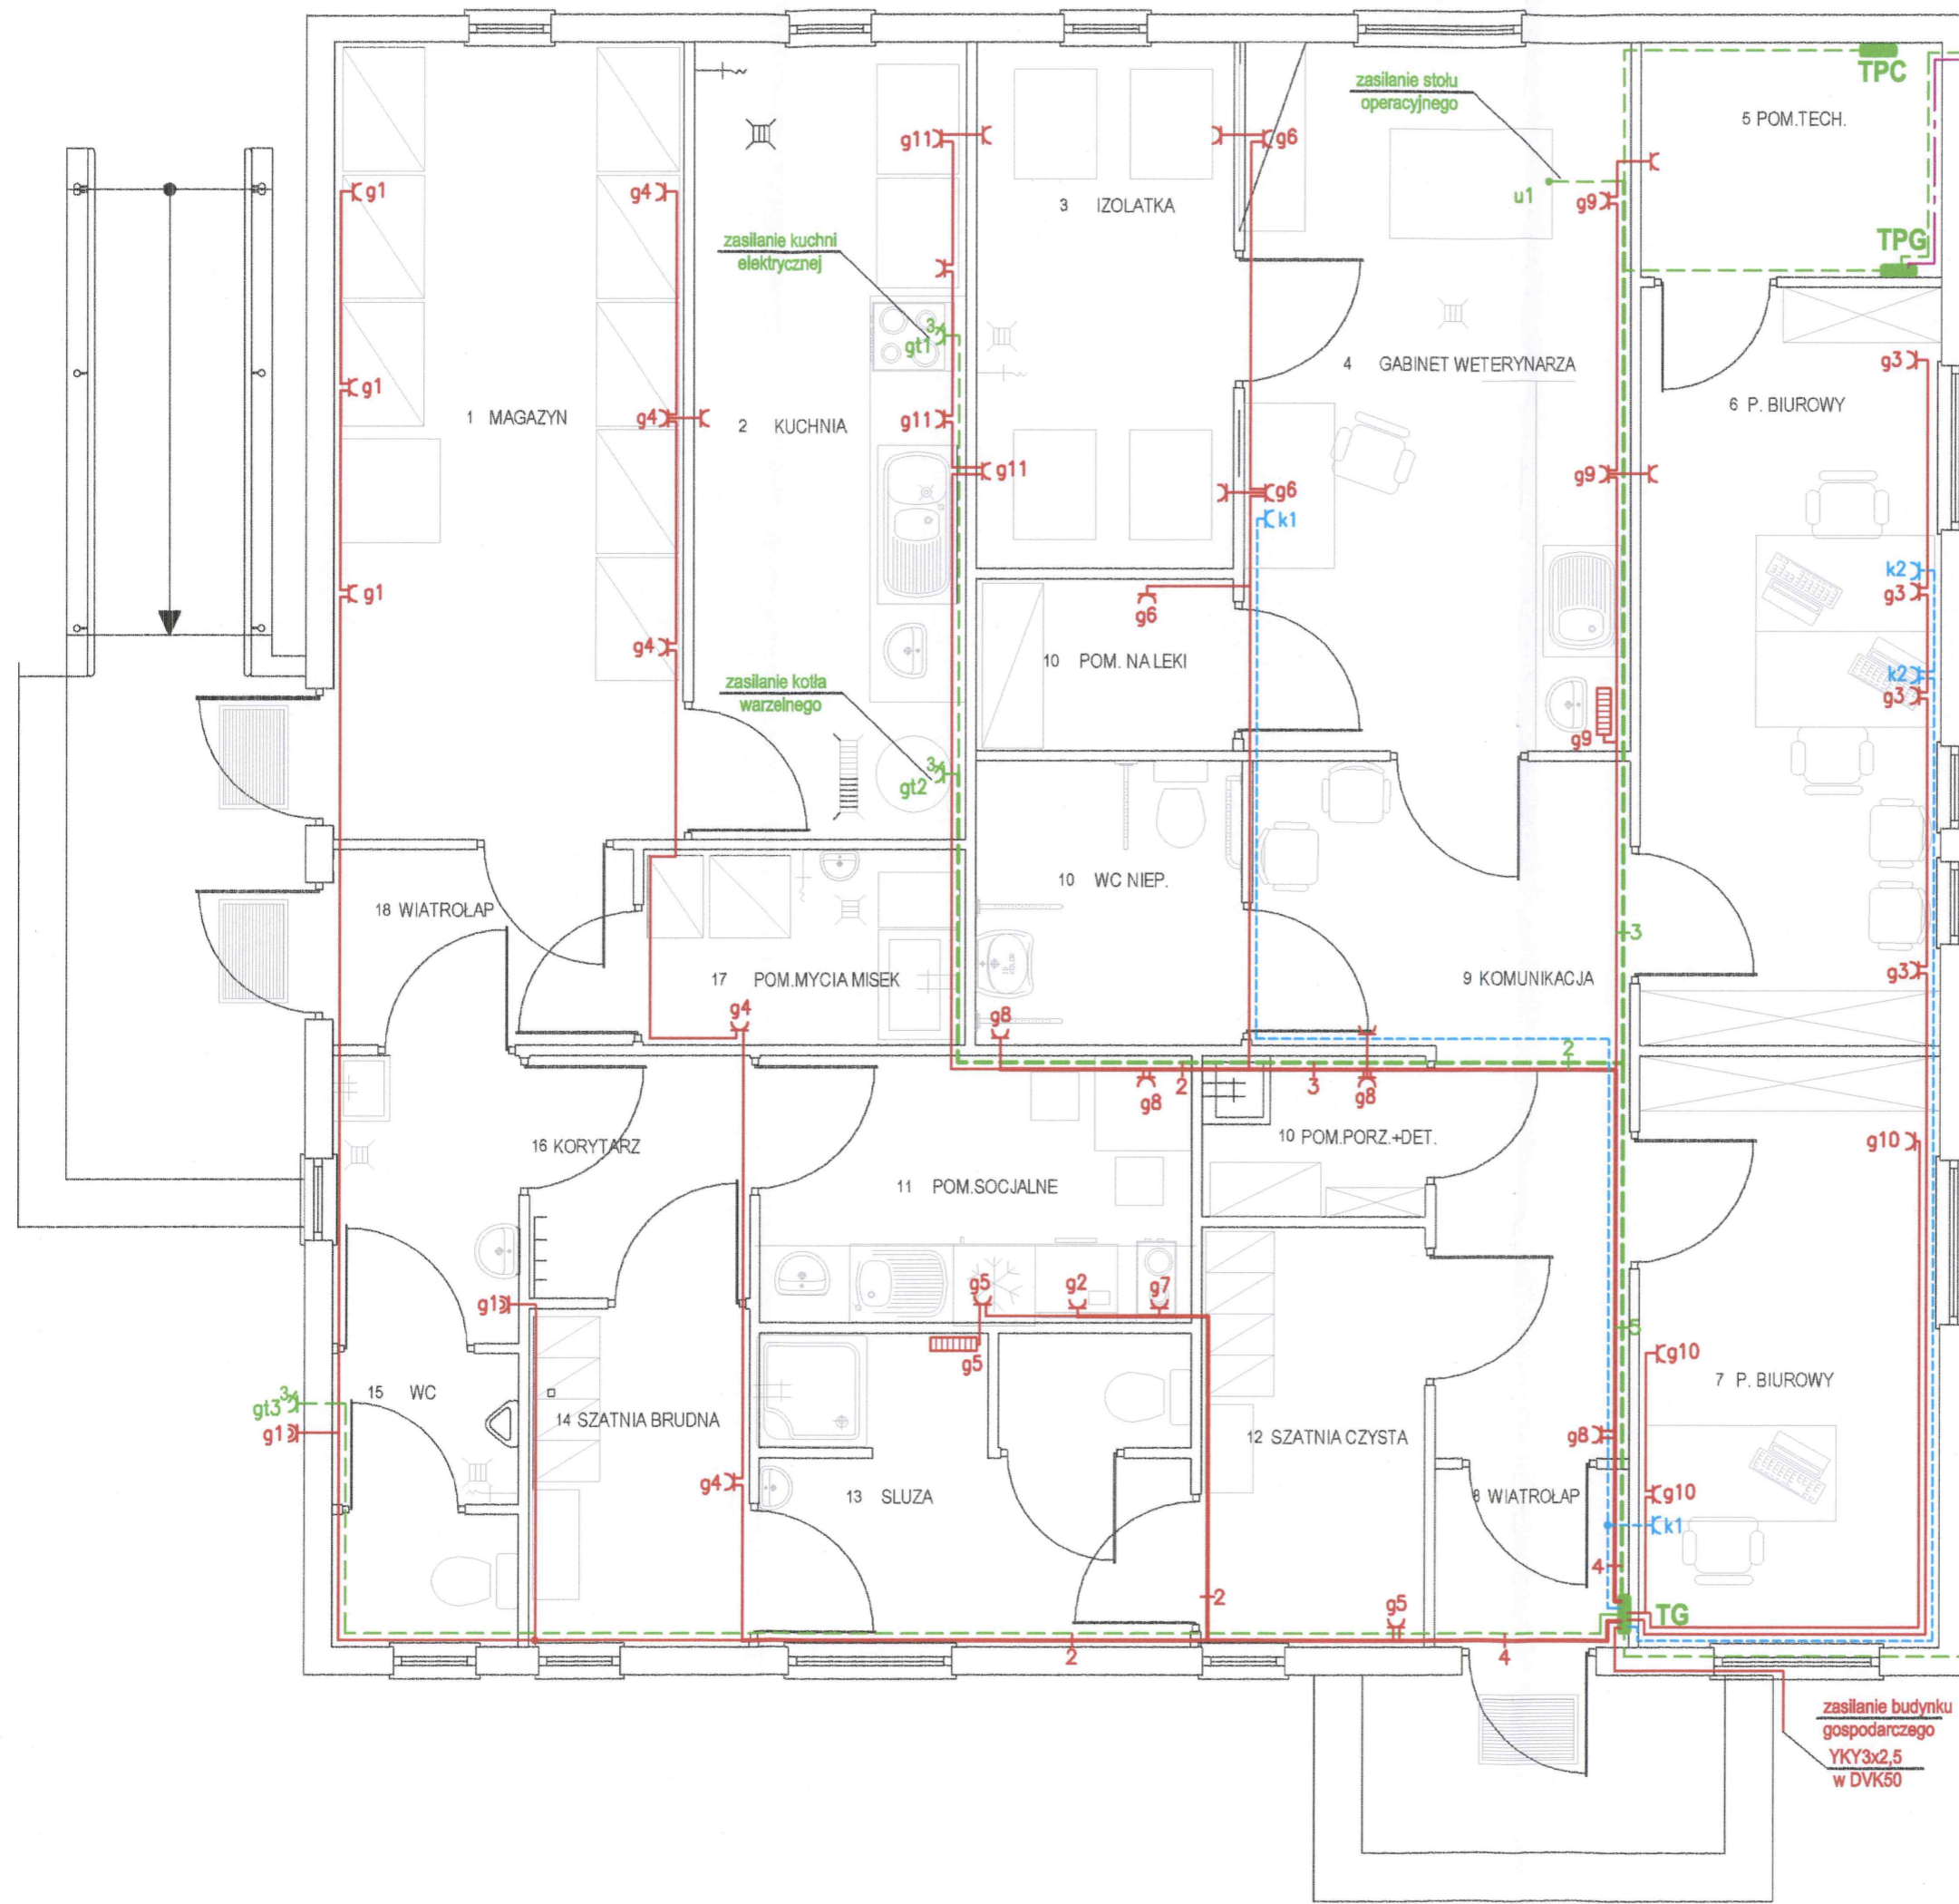 TPC
zasilanie stołu
operacyjnego
5 POM.TECH.
g11
g6
g1
g4
u1
g9
3 IZOLATKA
zasilanie kuchni
elektrycznej
TPG
3
gt1
4 GABINET WETERYNARZA
g3
g1
1 MAGAZYN
g4
2 KUCHNIA
g11
6 P. BIUROWY
g11
g6
g9
k1
k2
g3
g1
g6
g4
10 POM. NA LEKI
k2
g3
zasilanie kotła
warzelnego
g9
3
gt2
10 WC NIEP.
18 WIATROŁAP
3
17 POM.MYCIA MISEK
9 KOMUNIKACJA
g3
g4
g8
2
g8
2
3
g8
16 KORYTARZ
10 POM.PORZ.+DET.
g10
11 POM.SOCJALNE
g1
g5
g2
g7
5
g10
g5
15 WC
7 P. BIUROWY
3
gt3
g1
14 SZATNIA BRUDNA
12 SZATNIA CZYSTA
g8
g4
13 SLUZA
8 WIATROŁAP
g10
k1
4
2
g5
TG
2
4
zasilanie budynku
gospodarczego
YKY3x2,5
w DVK50